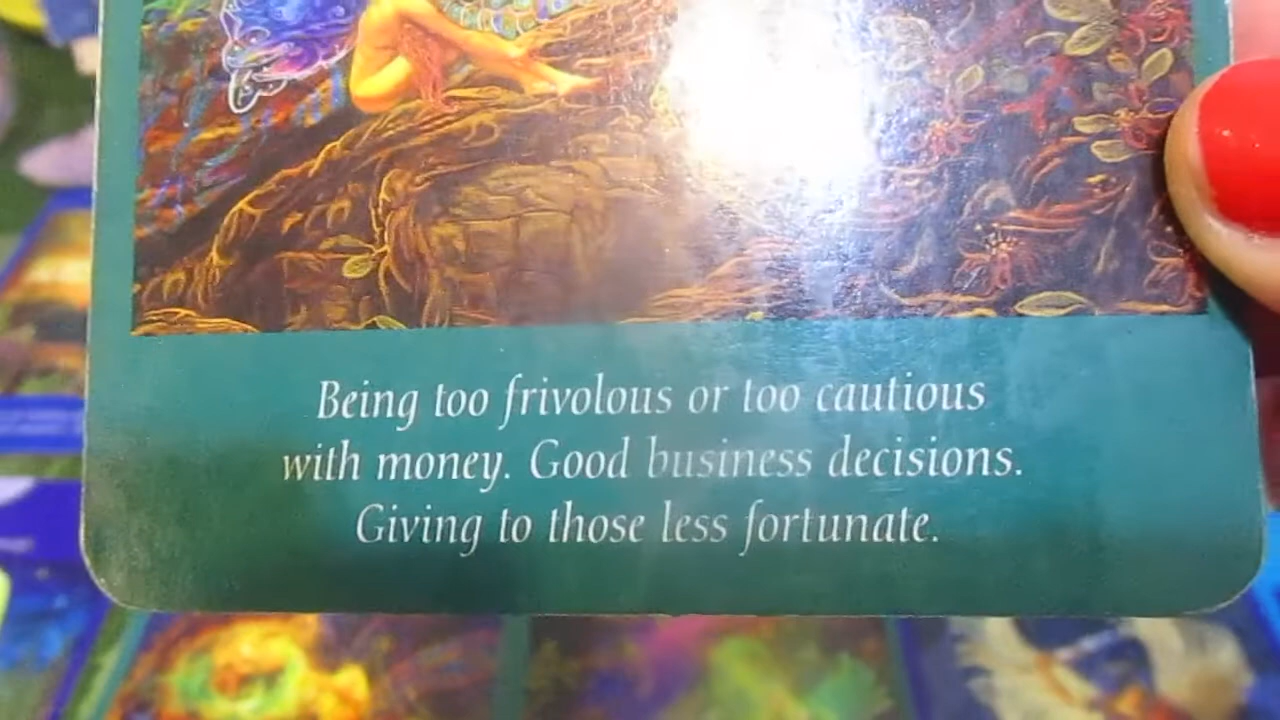 Being too frivolous or too cautious
with money. Good business decisions.
Giving to those less fortunate.